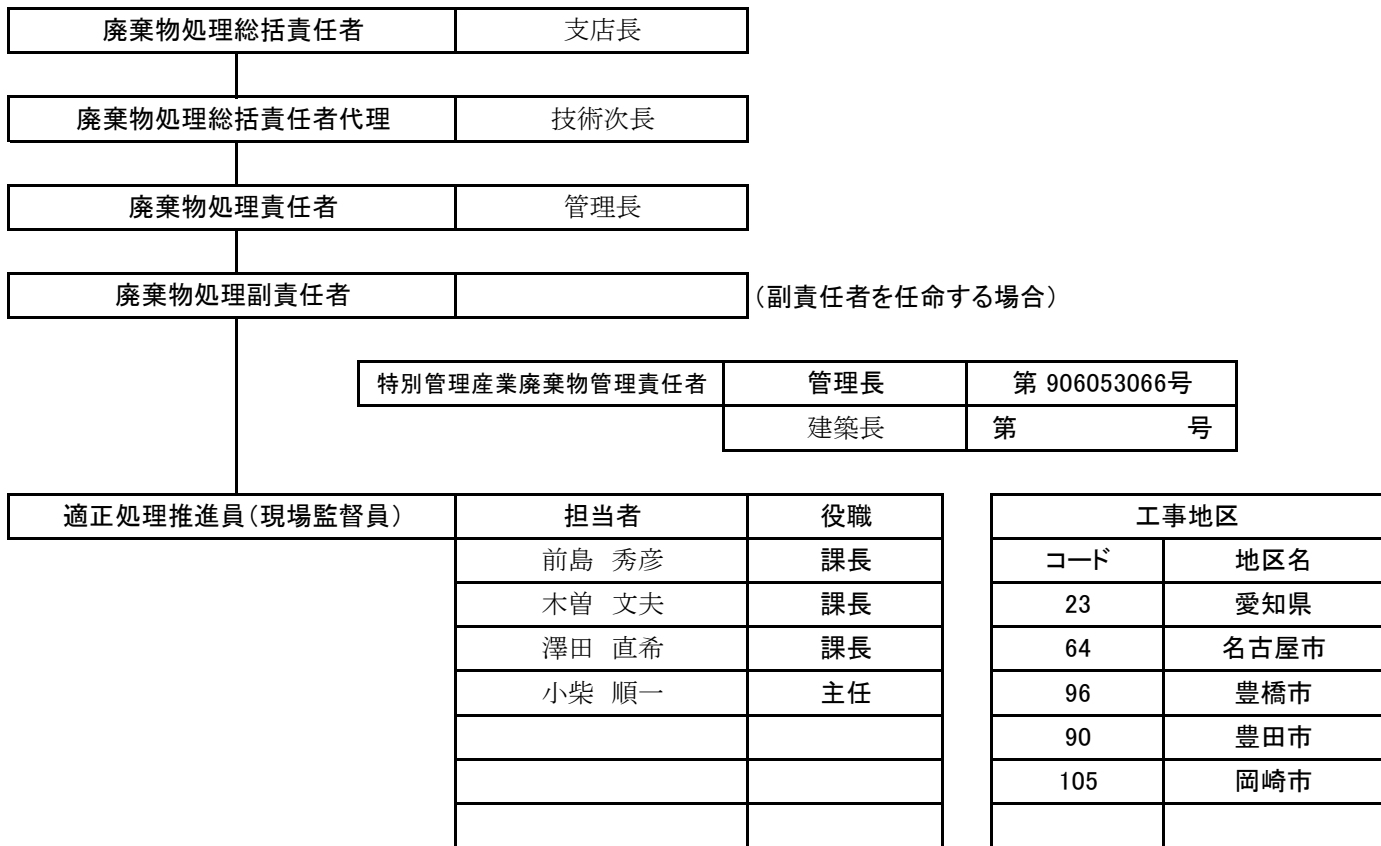 廃棄物処理総括責任者 支店長
廃棄物処理総括責任者代理 技術次長
廃棄物処理責任者 管理長
廃棄物処理副責任者 (副責任者を任命する場合)
特別管理産業廃棄物管理責任者 管理長 第 906053066号
建築長 第 号
適正処理推進員(現場監督員) 担当者 役職 工事地区
前島 秀彦 課長 コード 地区名
木曽 文夫 課長 23 愛知県
澤田 直希 課長 64 名古屋市
小柴 順一 主任 96 豊橋市
90 豊田市
105 岡崎市